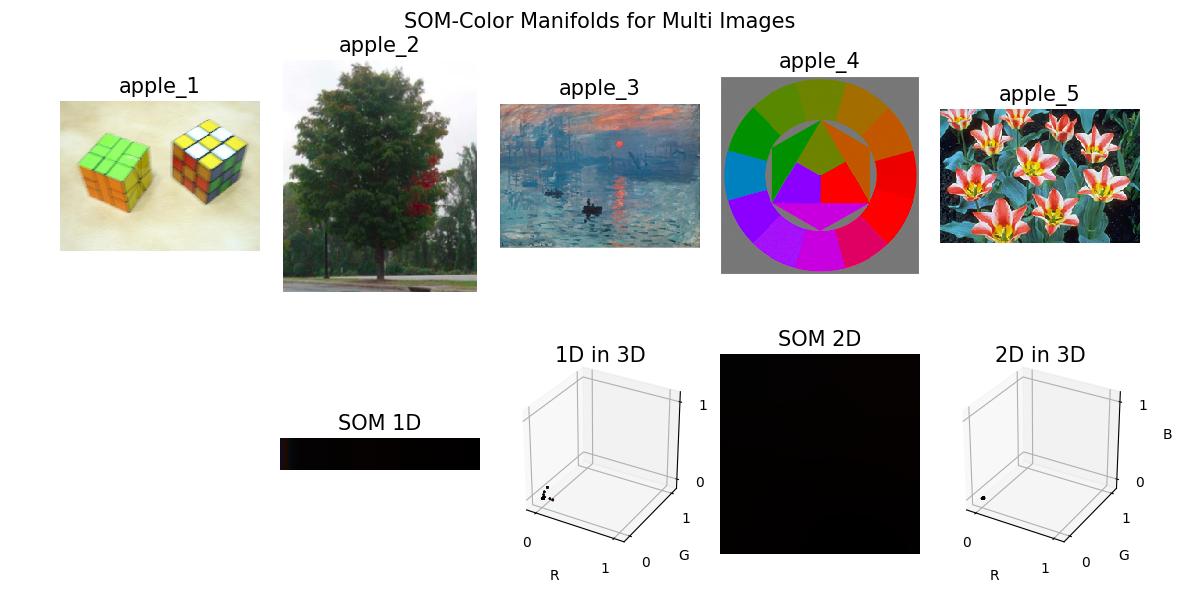 SOM-Color Manifolds for Multi Images
apple_1
apple_2
apple_3
apple_4
apple_5
SOM 1D
1D in 3D
1
0
1
0
G
0
1
R
SOM 2D
2D in 3D
1
B
0
1
0
G
0
1
R